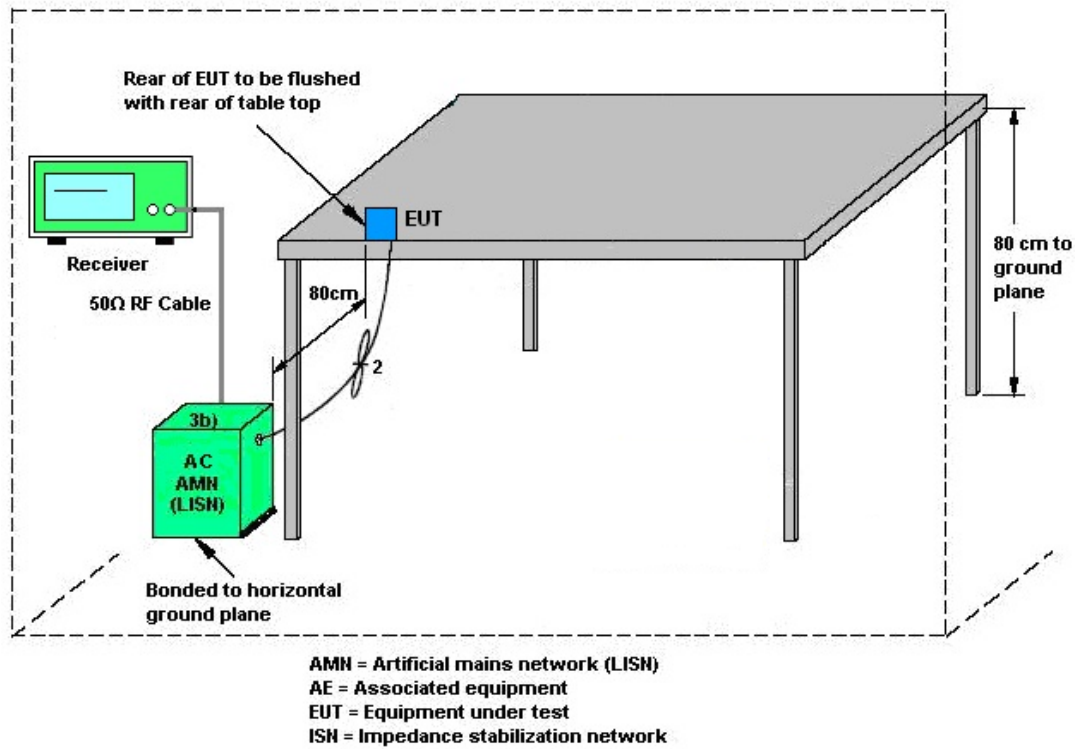 Rear of EUT to be flushed
with rear of table top
EUT
Receiver
50Ω RF Cable
80cm
2
80 cm to
ground
plane
3b)
AC
AMN
(LISN)
Bonded to horizontal
ground plane
AMN = Artificial mains network (LISN)
AE = Associated equipment
EUT = Equipment under test
ISN = Impedance stabilization network